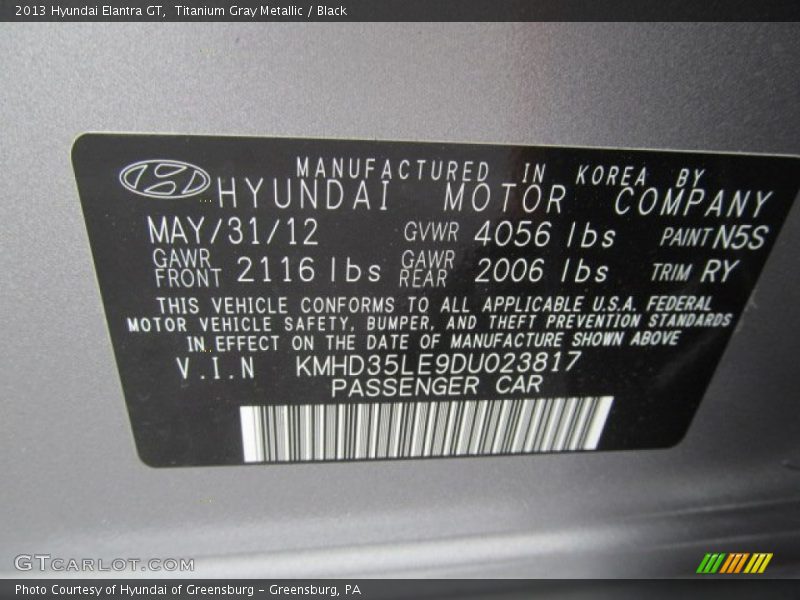 2013 Hyundai Elantra GT,  Titanium Gray Metallic / Black
MANUFACTURED IN KOREA BY
HYUNDAI MOTOR COMPANY
MAY/31/12 GVWR 4056 lbs PAINT N5S
GAWR FRONT 2116 lbs GAWR REAR 2006 lbs TRIM RY
THIS VEHICLE CONFORMS TO ALL APPLICABLE U.S.A. FEDERAL
MOTOR VEHICLE SAFETY, BUMPER, AND THEFT PREVENTION STANDARDS
IN EFFECT ON THE DATE OF MANUFACTURE SHOWN ABOVE
V.I.N KMHD35LE9DU023817
PASSENGER CAR
GTCARLOT.COM
Photo Courtesy of Hyundai of Greensburg - Greensburg, PA